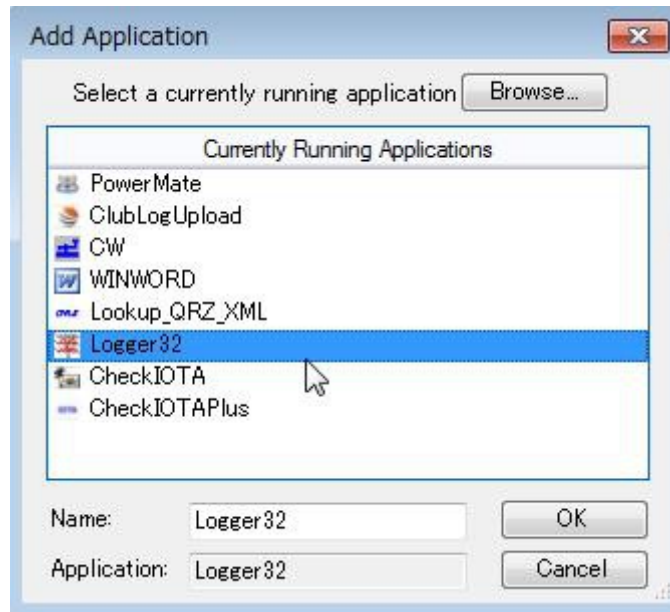 Add Application
Select a currently running application Browse...
Currently Running Applications
PowerMate
ClubLogUpload
CW
WINWORD
Lookup_QRZ_XML
Logger32
CheckIOTA
CheckIOTAPlus
Name: Logger32 OK
Application: Logger32 Cancel